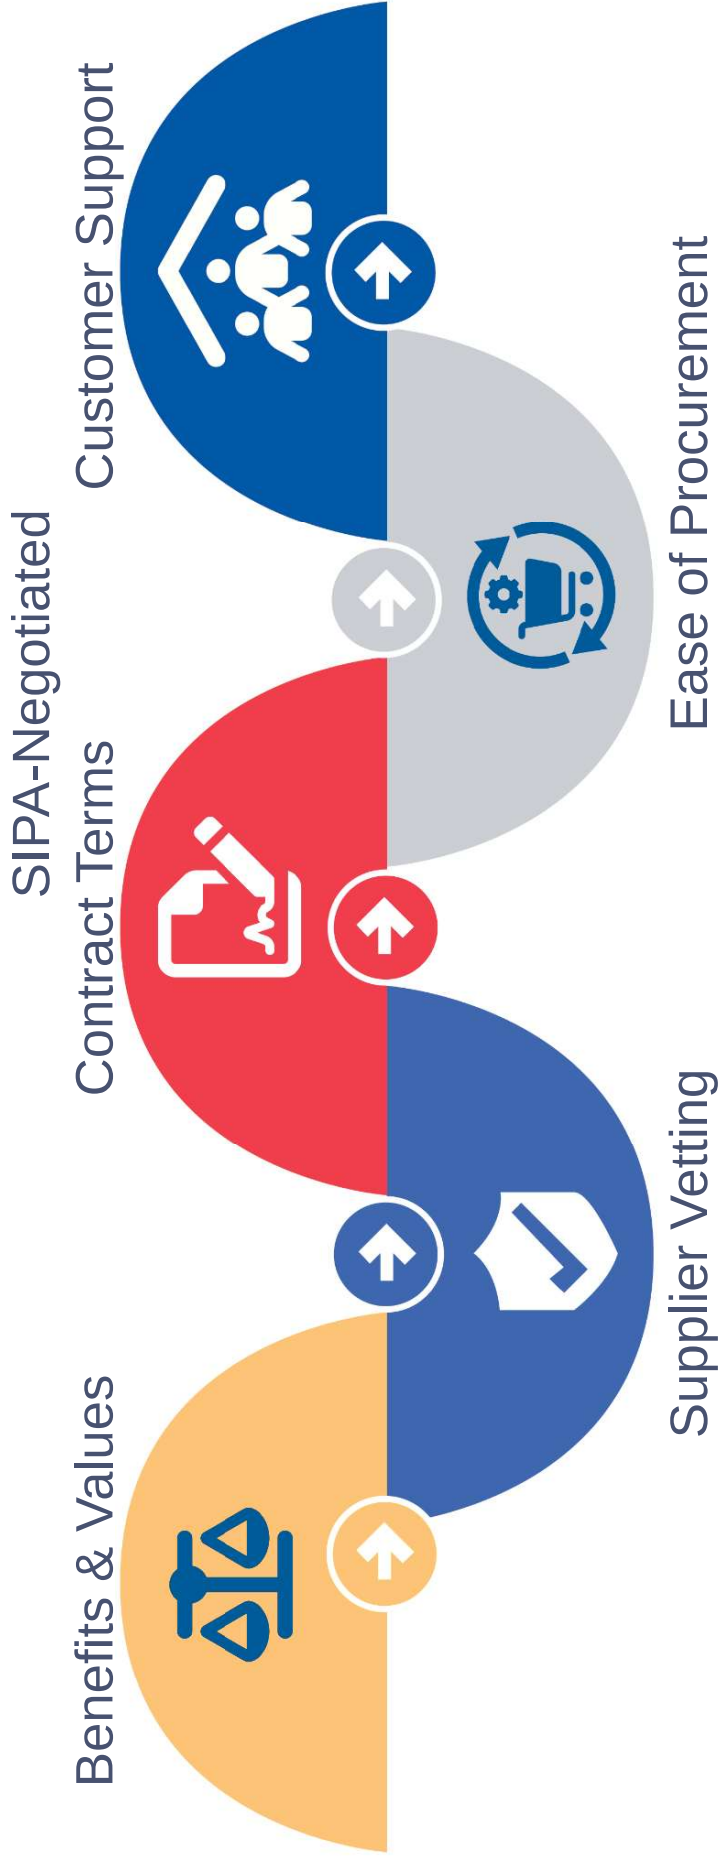 Benefits & Values
Supplier Vetting
SIPA-Negotiated
Contract Terms
Ease of Procurement
Customer Support